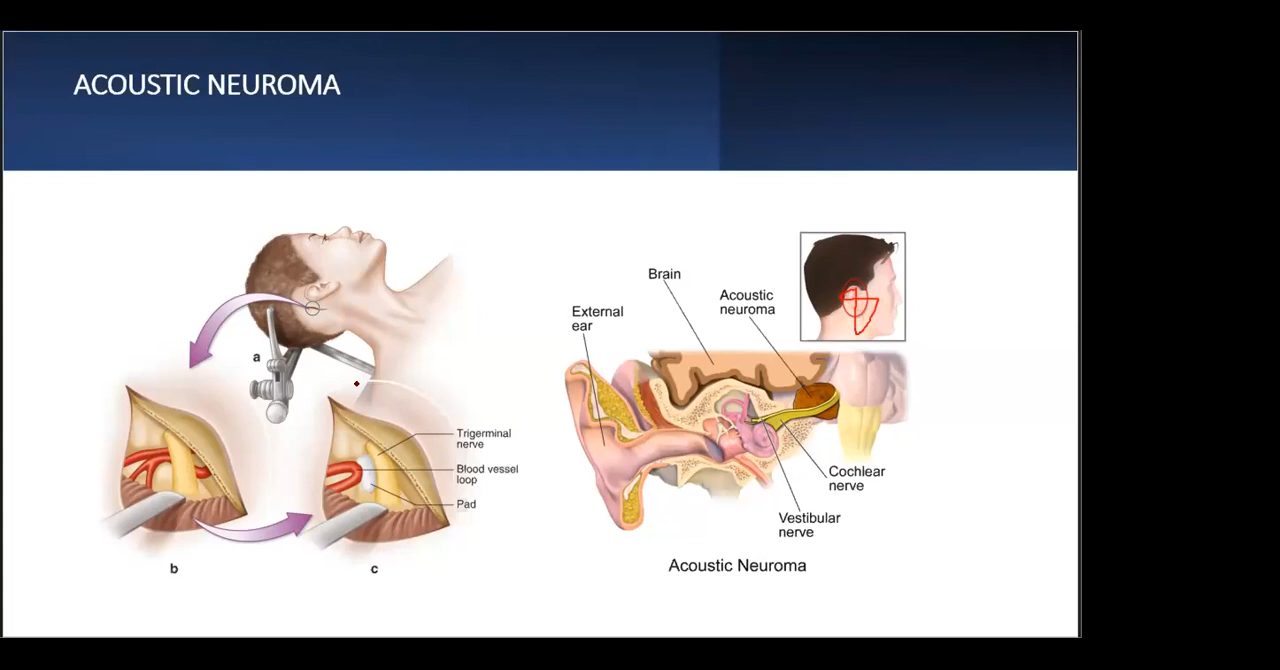 ACOUSTIC NEUROMA
a
Trigerminal
nerve
Blood vessel
loop
Pad
b
c
Brain
Acoustic
neuroma
External
ear
Cochlear
nerve
Vestibular
nerve
Acoustic Neuroma